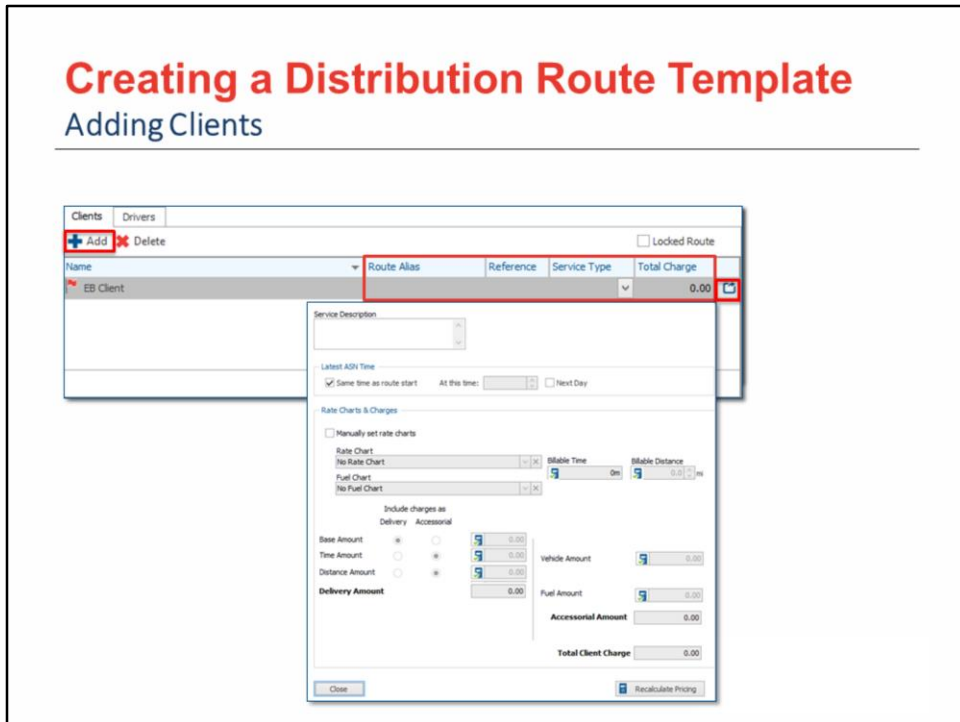 Creating a Distribution Route Template
Adding Clients
Clients Drivers
Add Delete Locked Route
Name Route Alias Reference Service Type Total Charge
EB Client 0.00
Service Description
Latest ASN Time
Same time as route start At this time: Next Day
Rate Charts & Charges
Manually set rate charts
Rate Chart
No Rate Chart Billable Time Billable Distance
0m 0.0 mi
Fuel Chart
No Fuel Chart
Include charges as
Delivery Accessorial
Base Amount 0.00
Time Amount 0.00 Vehicle Amount 0.00
Distance Amount 0.00
Delivery Amount 0.00 Fuel Amount 0.00
Accessorial Amount 0.00
Total Client Charge 0.00
Close Recalculate Pricing